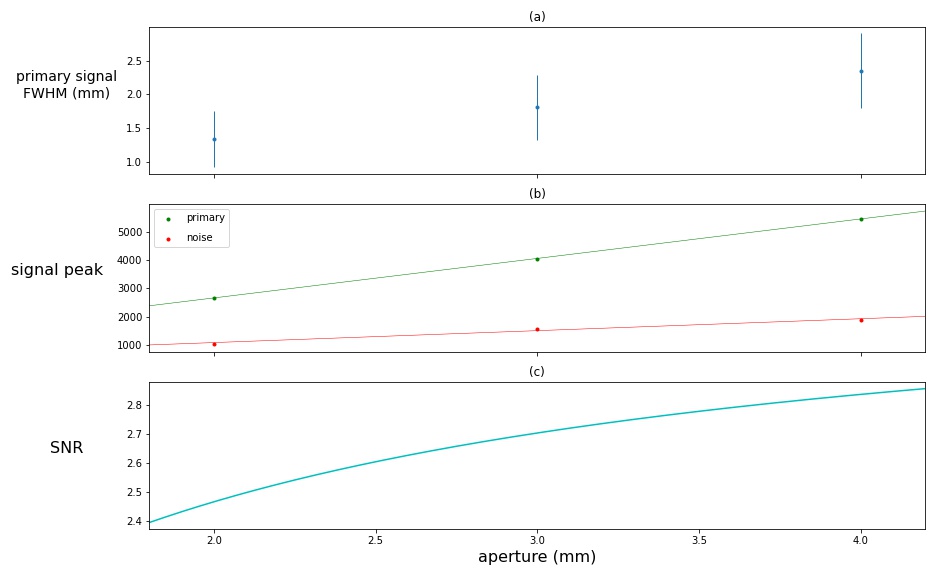 (a)
primary signal
FWHM (mm)
2.5
2.0
1.5
1.0
(b)
primary
noise
signal peak
5000
4000
3000
2000
1000
(c)
SNR
2.8
2.7
2.6
2.5
2.4
2.0 2.5 3.0 3.5 4.0
aperture (mm)